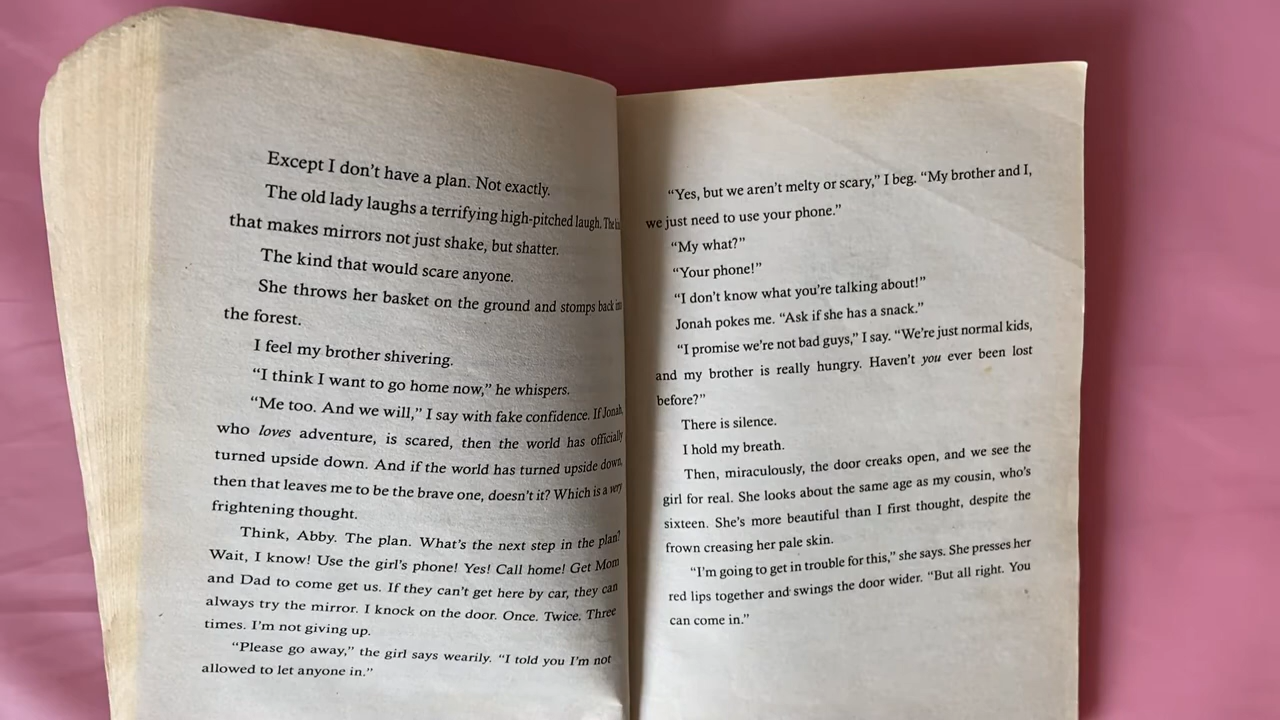 Except I don't have a plan. Not exactly.
The old lady laughs a terrifying high-pitched laugh. The
that makes mirrors not just shake, but shatter.
The kind that would scare anyone.
She throws her basket on the ground and stomps back
the forest.
I feel my brother shivering.
“I think I want to go home now,” he whispers.
“Me too. And we will,” I say with fake confidence. If Jonah,
who loves adventure, is scared, then the world has officially
turned upside down. And if the world has turned upside down,
then that leaves me to be the brave one, doesn't it? Which is a very
frightening thought.
Think, Abby. The plan. What's the next step in the plan?
Wait, I know! Use the girl's phone! Yes! Call home! Get Mom
and Dad to come get us. If they can't get here by car, they can
always try the mirror. I knock on the door. Once. Twice. Three
times. I'm not giving up.
“Please go away,” the girl says wearily. “I told you I'm not
allowed to let anyone in.”
“Yes, but we aren't melty or scary,” I beg. “My brother and I,
we just need to use your phone.”
“My what?”
“Your phone!”
“I don't know what you're talking about!”
Jonah pokes me. “Ask if she has a snack.”
“I promise we're not bad guys,” I say. “We're just normal kids,
and my brother is really hungry. Haven't you ever been lost
before?”
There is silence.
I hold my breath.
Then, miraculously, the door creaks open, and we see the
girl for real. She looks about the same age as my cousin, who's
sixteen. She's more beautiful than I first thought, despite the
frown creasing her pale skin.
“I'm going to get in trouble for this,” she says. She presses her
red lips together and swings the door wider. “But all right. You
can come in.”